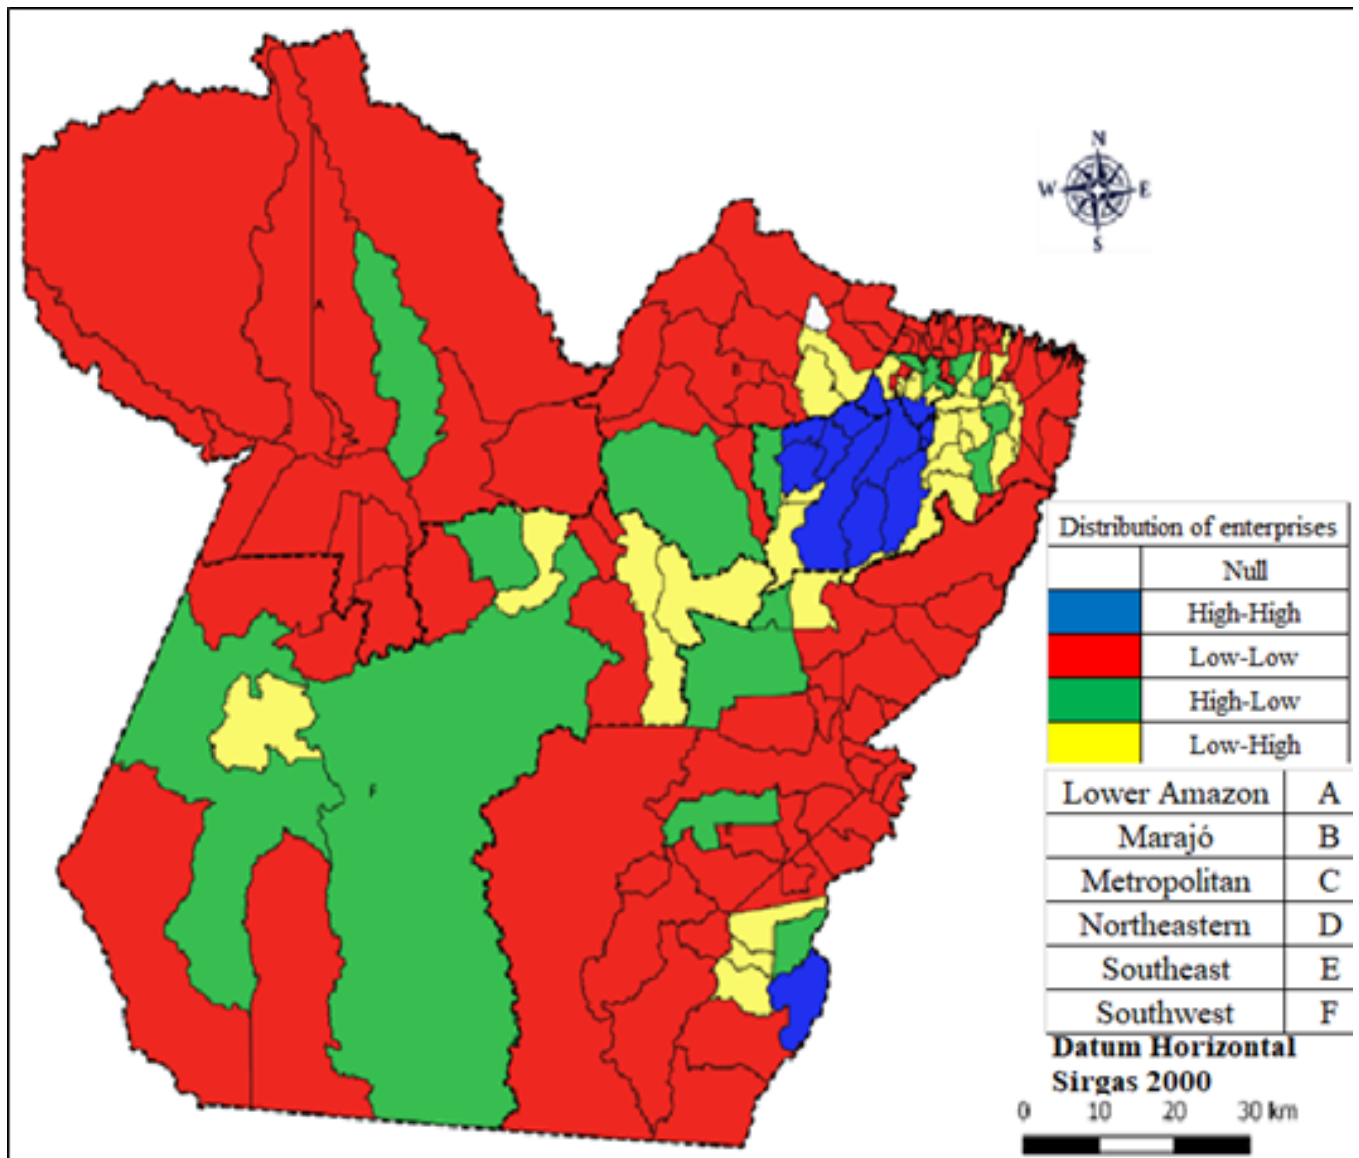 N
W E
S
A
B
F
E
Distribution of enterprises
Null
High-High
Low-Low
High-Low
Low-High
Lower Amazon A
Marajó B
Metropolitan C
Northeastern D
Southeast E
Southwest F
Datum Horizontal
Sirgas 2000
0 10 20 30 km